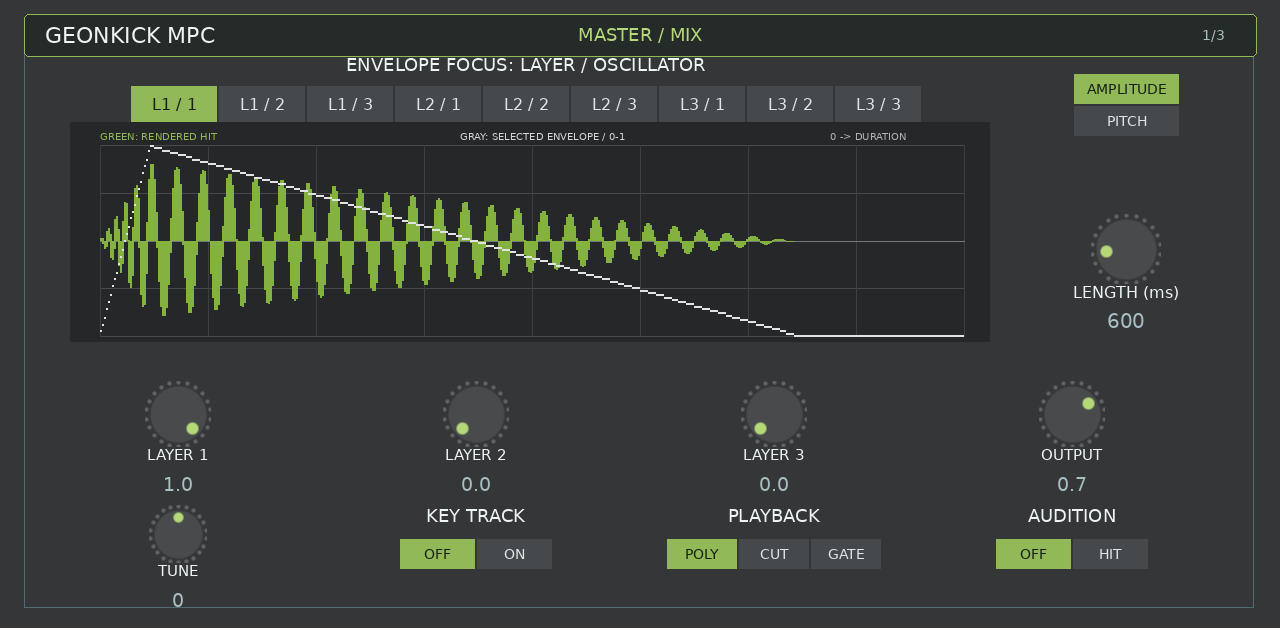 GEONKICK MPC MASTER / MIX 1/3
ENVELOPE FOCUS: LAYER / OSCILLATOR
L1 / 1 L1 / 2 L1 / 3 L2 / 1 L2 / 2 L2 / 3 L3 / 1 L3 / 2 L3 / 3
AMPLITUDE
PITCH
GREEN: RENDERED HIT GRAY: SELECTED ENVELOPE / 0-1 0 -> DURATION
LENGTH (ms)
600
LAYER 1 LAYER 2 LAYER 3 OUTPUT
1.0 0.0 0.0 0.7
KEY TRACK PLAYBACK AUDITION
OFF ON POLY CUT GATE OFF HIT
TUNE
0